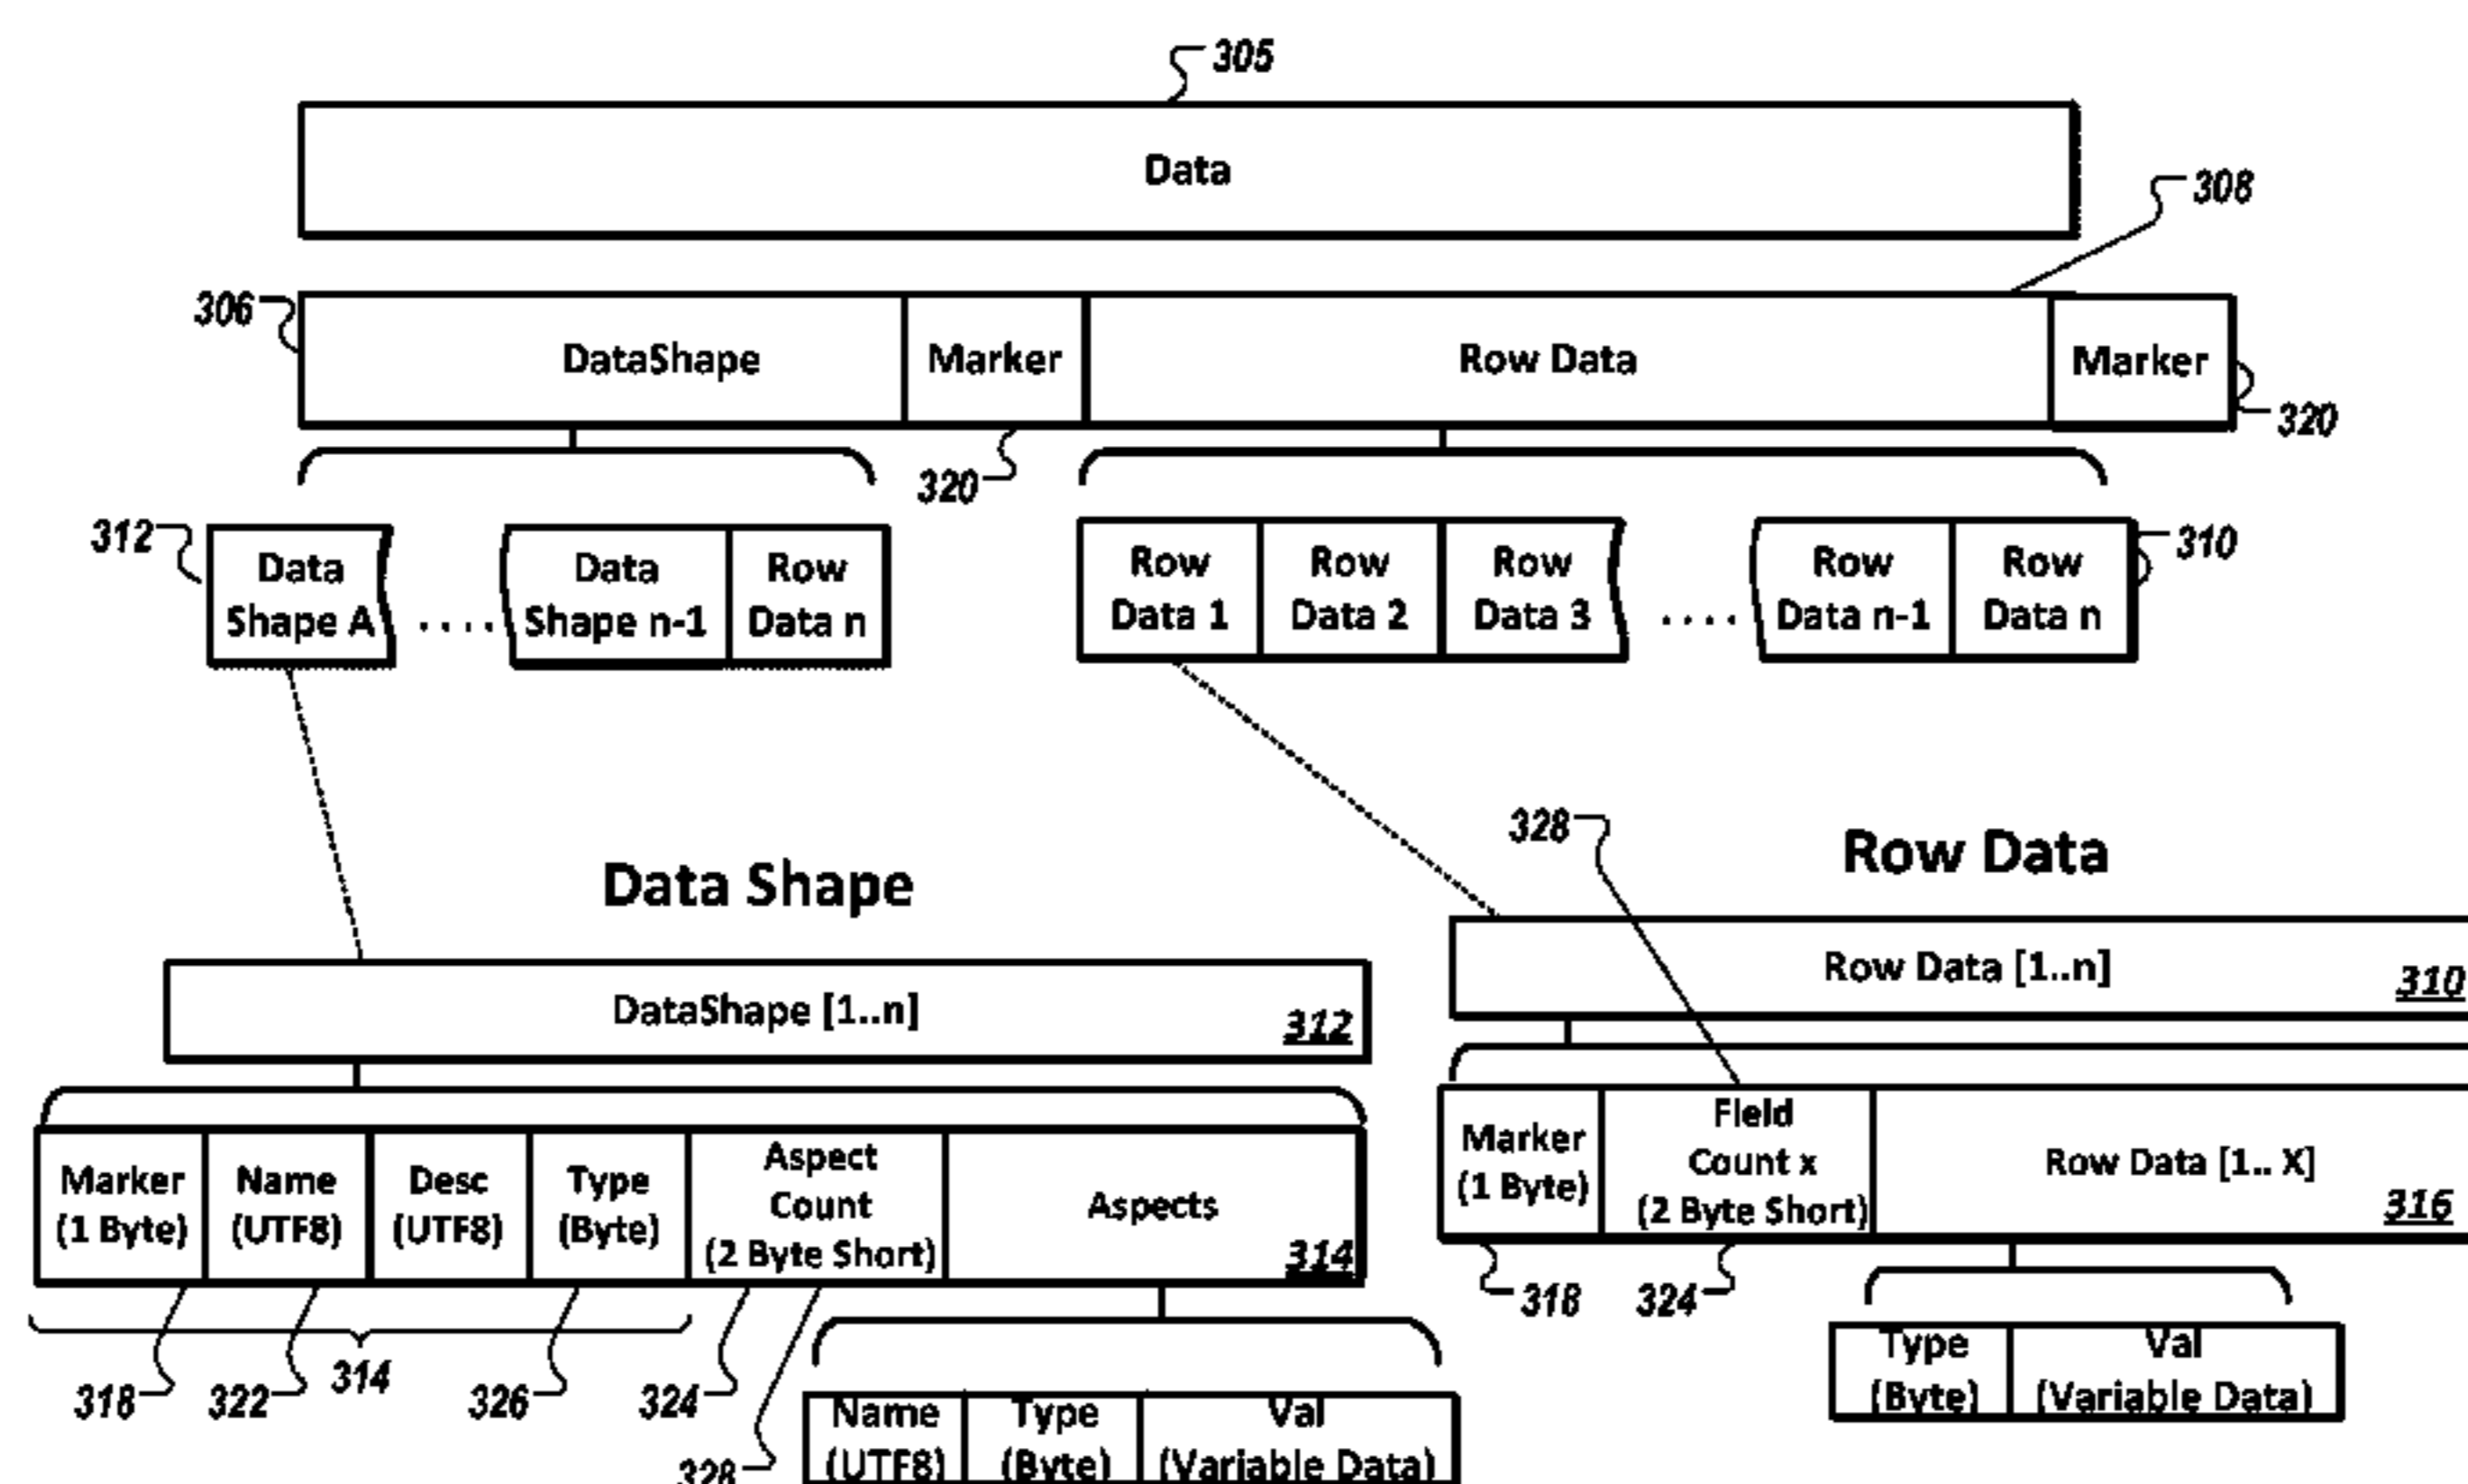 305
Data
308
306
DataShape
Marker
Row Data
Marker
320
320
312
Data
Shape A
....
Data
Shape n-1
Row
Data n
Row
Data 1
Row
Data 2
Row
Data 3
....
Row
Data n-1
Row
Data n
310
Data Shape
DataShape [1..n]
312
Marker
(1 Byte)
Name
(UTF8)
Desc
(UTF8)
Type
(Byte)
Aspect
Count
(2 Byte Short)
Aspects
314
318
322
314
326
324
328
Name
(UTF8)
Type
(Byte)
Val
(Variable Data)
328
Row Data
Row Data [1..n]
310
Marker
(1 Byte)
Field
Count x
(2 Byte Short)
Row Data [1.. X]
316
318
324
Type
(Byte)
Val
(Variable Data)